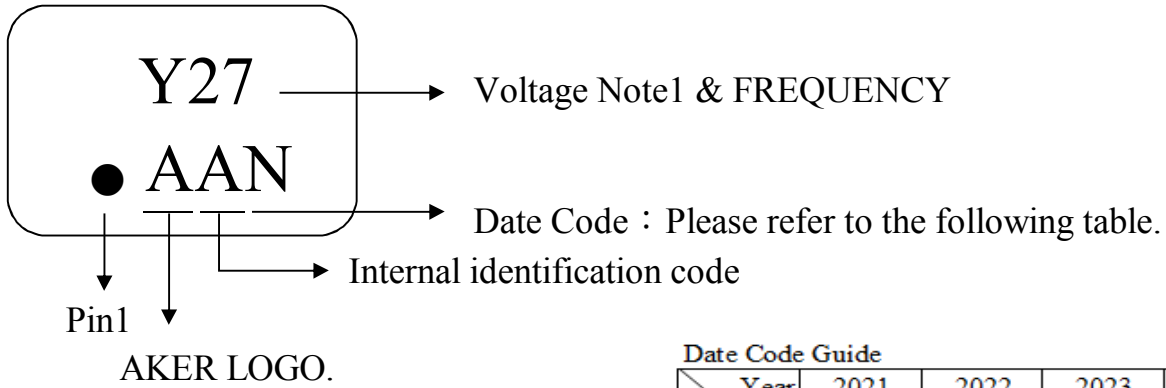 Y27
Voltage Note1 & FREQUENCY
● AAN
Date Code：Please refer to the following table.
Internal identification code
Pin1
AKER LOGO.
Date Code Guide
Year 2021 2022 2023